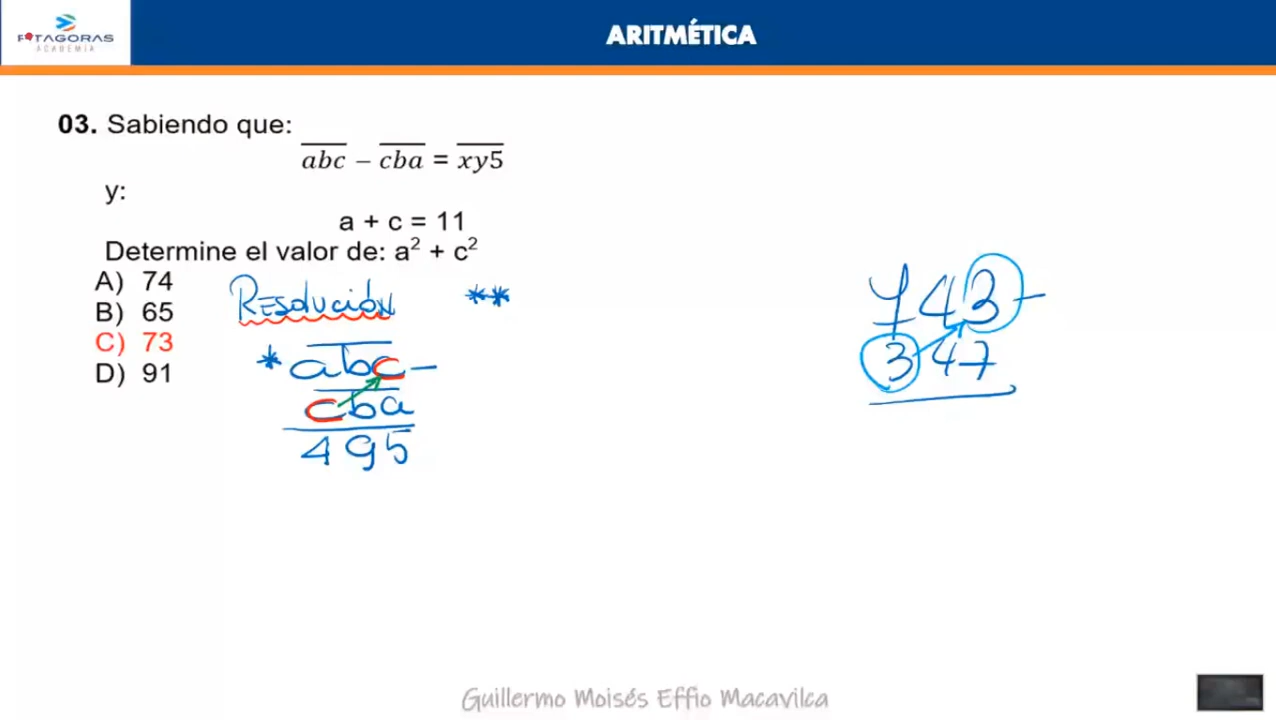 PITAGORAS
ACADEMIA
ARITMÉTICA
03. Sabiendo que:
abc – cba = xy5
y:
a + c = 11
Determine el valor de: a² + c²
A) 74
B) 65
C) 73
D) 91
Resolución
**
* abc –
cba
495
743 –
347
Guillermo Moisés Effio Macavilca